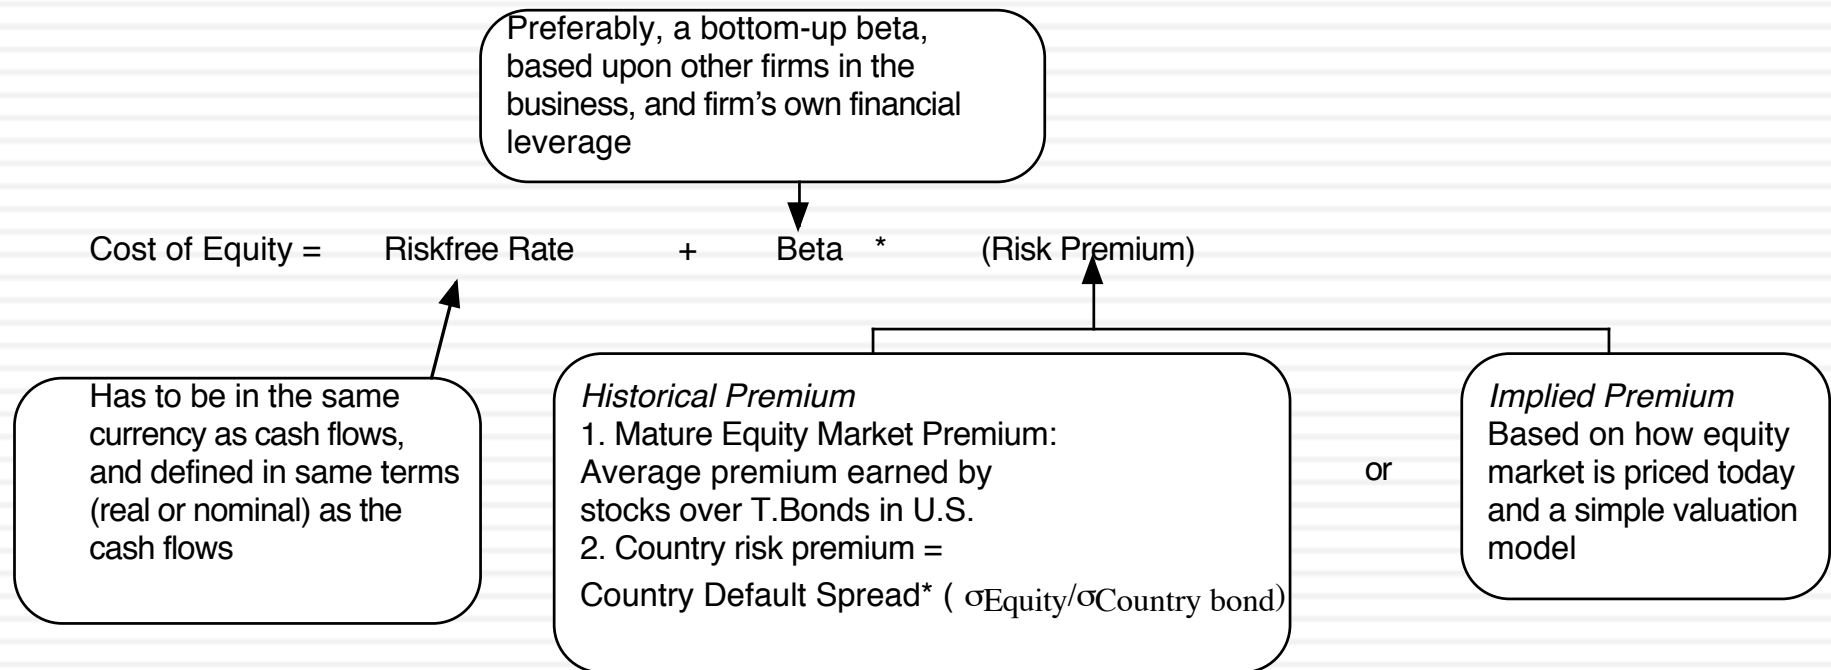 Preferably, a bottom-up beta,
based upon other firms in the
business, and firm’s own financial
leverage
Cost of Equity = Riskfree Rate + Beta * (Risk Premium)
Has to be in the same
currency as cash flows,
and defined in same terms
(real or nominal) as the
cash flows
Historical Premium
1. Mature Equity Market Premium:
Average premium earned by
stocks over T.Bonds in U.S.
2. Country risk premium =
Country Default Spread* ( σEquity/σCountry bond)
or
Implied Premium
Based on how equity
market is priced today
and a simple valuation
model